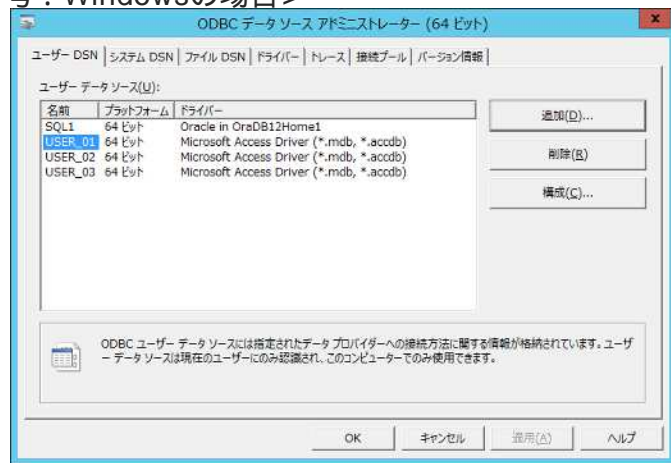 考：Windowsの場合＞
ODBC データ ソース アドミニストレーター (64 ビット)
x
ユーザー DSN システム DSN ファイル DSN ドライバー トレース 接続プール バージョン情報
ユーザー データ ソース(U):
名前 プラットフォーム ドライバー
SQL1 64 ビット Oracle in OraDB12Home1
USER_01 64 ビット Microsoft Access Driver (*.mdb, *.accdb)
USER_02 64 ビット Microsoft Access Driver (*.mdb, *.accdb)
USER_03 64 ビット Microsoft Access Driver (*.mdb, *.accdb)
追加(D)...
削除(R)
構成(C)...
ODBC ユーザー データ ソースには指定されたデータ プロバイダーへの接続方法に関する情報が格納されています。ユーザ
ー データ ソースは現在のユーザーにのみ認識され、このコンピューターでのみ使用できます。
OK キャンセル 適用(A) ヘルプ